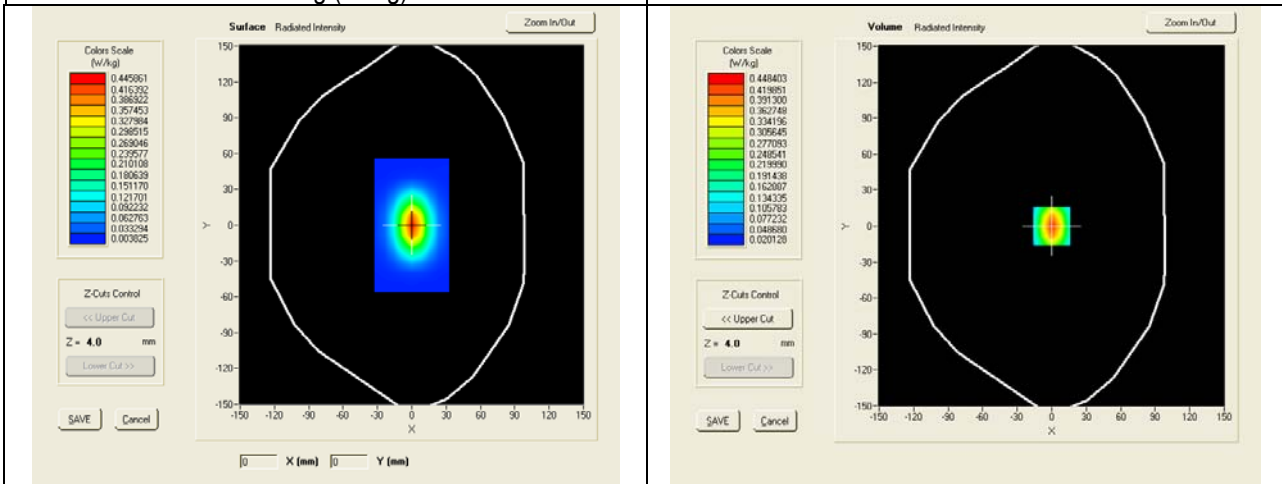 Surface Radiated Intensity
Zoom In/Out
Colors Scale
(W/kg)
0.445861
0.416392
0.386922
0.357453
0.327984
0.298515
0.269046
0.239577
0.210108
0.180639
0.151170
0.121701
0.092232
0.062763
0.033294
0.003825
150
120
90
60
30
0
-30
-60
-90
-120
-150
Y
-150 -120 -90 -60 -30 0 30 60 90 120 150
X
Z-Cuts Control
<< Upper Cut
Z = 4.0 mm
Lower Cut >>
SAVE Cancel
0 X (mm) 0 Y (mm)
Volume Radiated Intensity
Zoom In/Out
Colors Scale
(W/kg)
0.448403
0.419851
0.391300
0.362748
0.334196
0.305645
0.277093
0.248541
0.219990
0.191438
0.162887
0.134335
0.105783
0.077232
0.048680
0.020128
150
120
90
60
30
0
-30
-60
-90
-120
-150
Y
-150 -120 -90 -60 -30 0 30 60 90 120 150
X
Z-Cuts Control
<< Upper Cut
Z = 4.0 mm
Lower Cut >>
SAVE Cancel